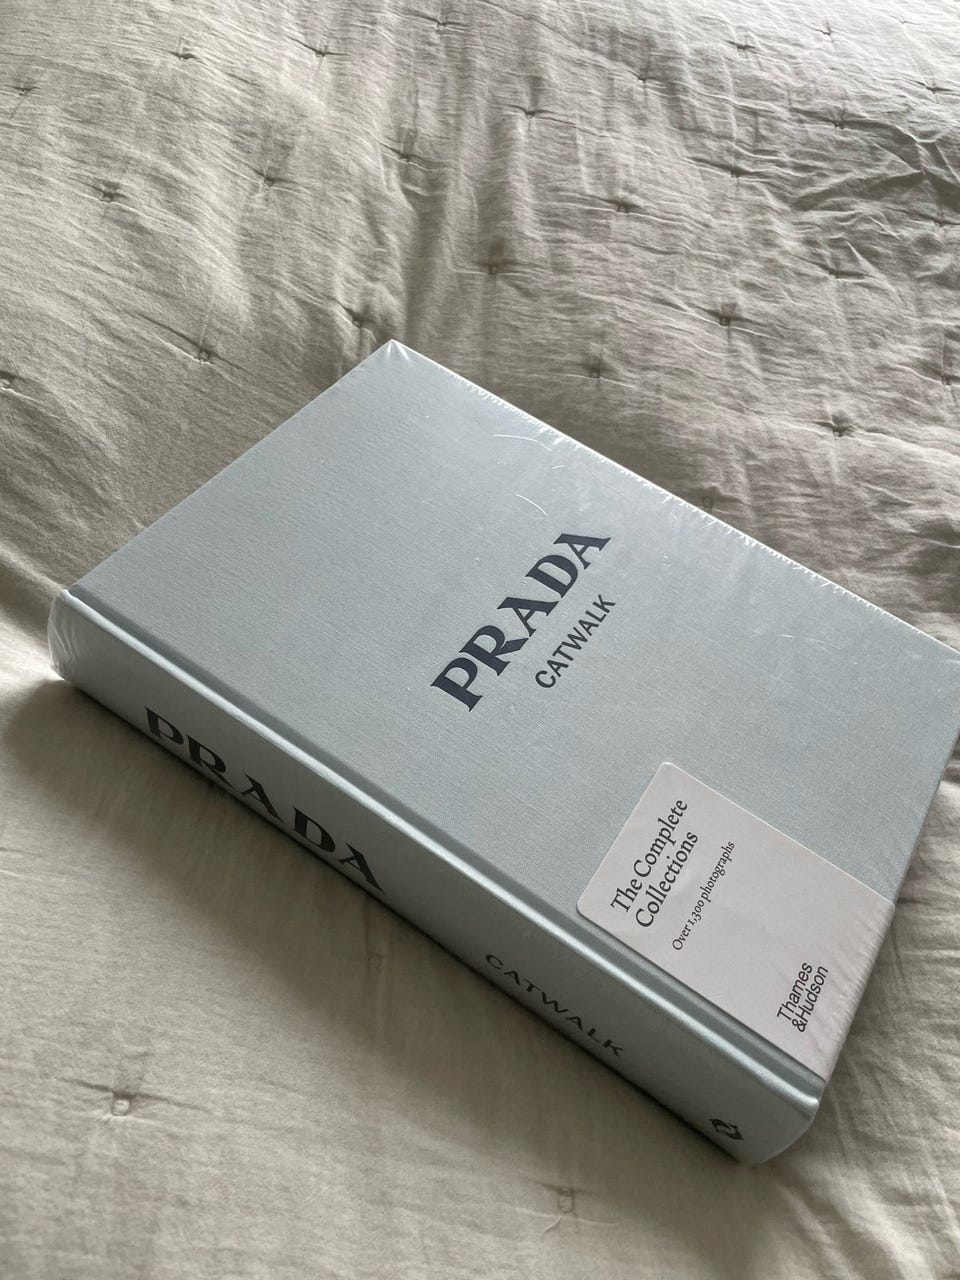 PRADA
CATWALK
The Complete
Collections
Over 1,300 photographs
Thames
&Hudson
PRADA
CATWALK